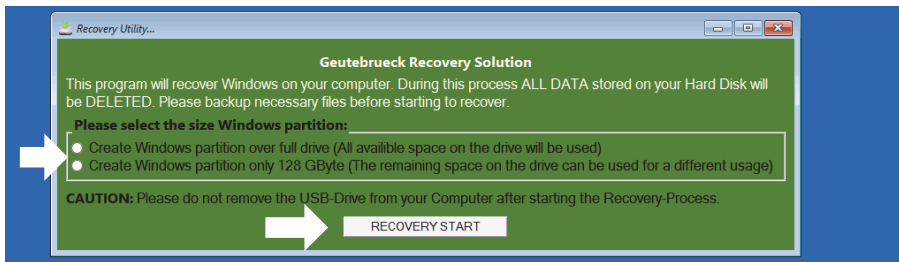 Recovery Utility...
Geutebrueck Recovery Solution
This program will recover Windows on your computer. During this process ALL DATA stored on your Hard Disk will
be DELETED. Please backup necessary files before starting to recover.
Please select the size Windows partition:
Create Windows partition over full drive (All availible space on the drive will be used)
Create Windows partition only 128 GByte (The remaining space on the drive can be used for a different usage)
CAUTION: Please do not remove the USB-Drive from your Computer after starting the Recovery-Process.
RECOVERY START